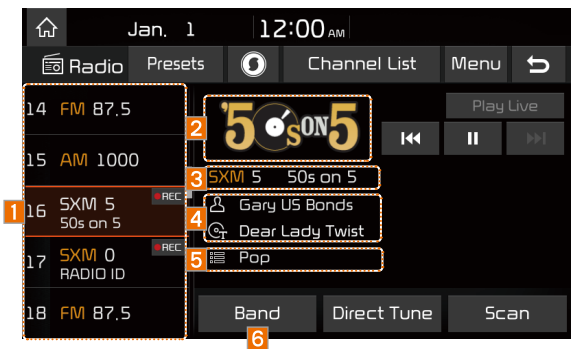 Jan. 1 12:00 AM
Radio Presets Channel List Menu
14 FM 87.5
15 AM 1000
1 16 SXM 5 REC
50s on 5
17 SXM 0 REC
RADIO ID
18 FM 87.5
2 '50'sON5
Play Live
3 SXM 5 50s on 5
4 Gary US Bonds
Dear Lady Twist
5 Pop
Band Direct Tune Scan
6